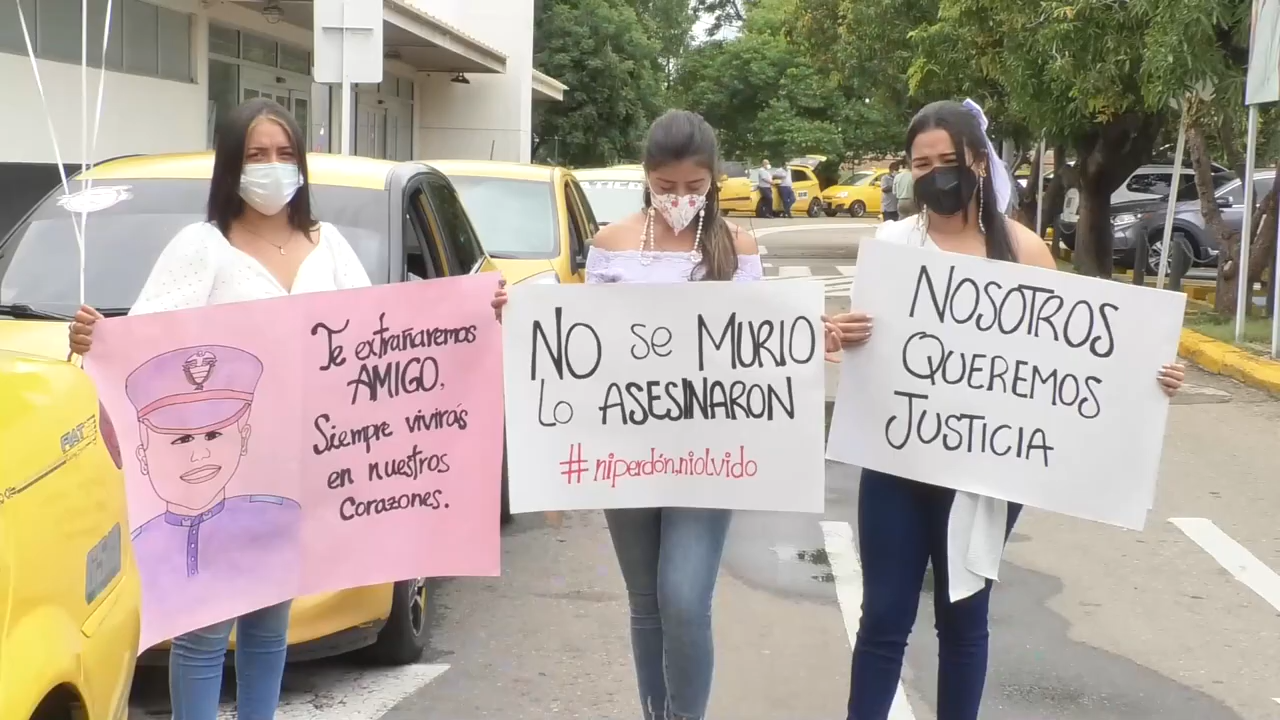 Te extrañaremos
AMIGO,
Siempre vivirás
en nuestros
Corazones.
NO se MURIO
Lo ASESINARON
#niperdón,niolvido
NOSOTROS
QUEREMOS
JUSTICIA